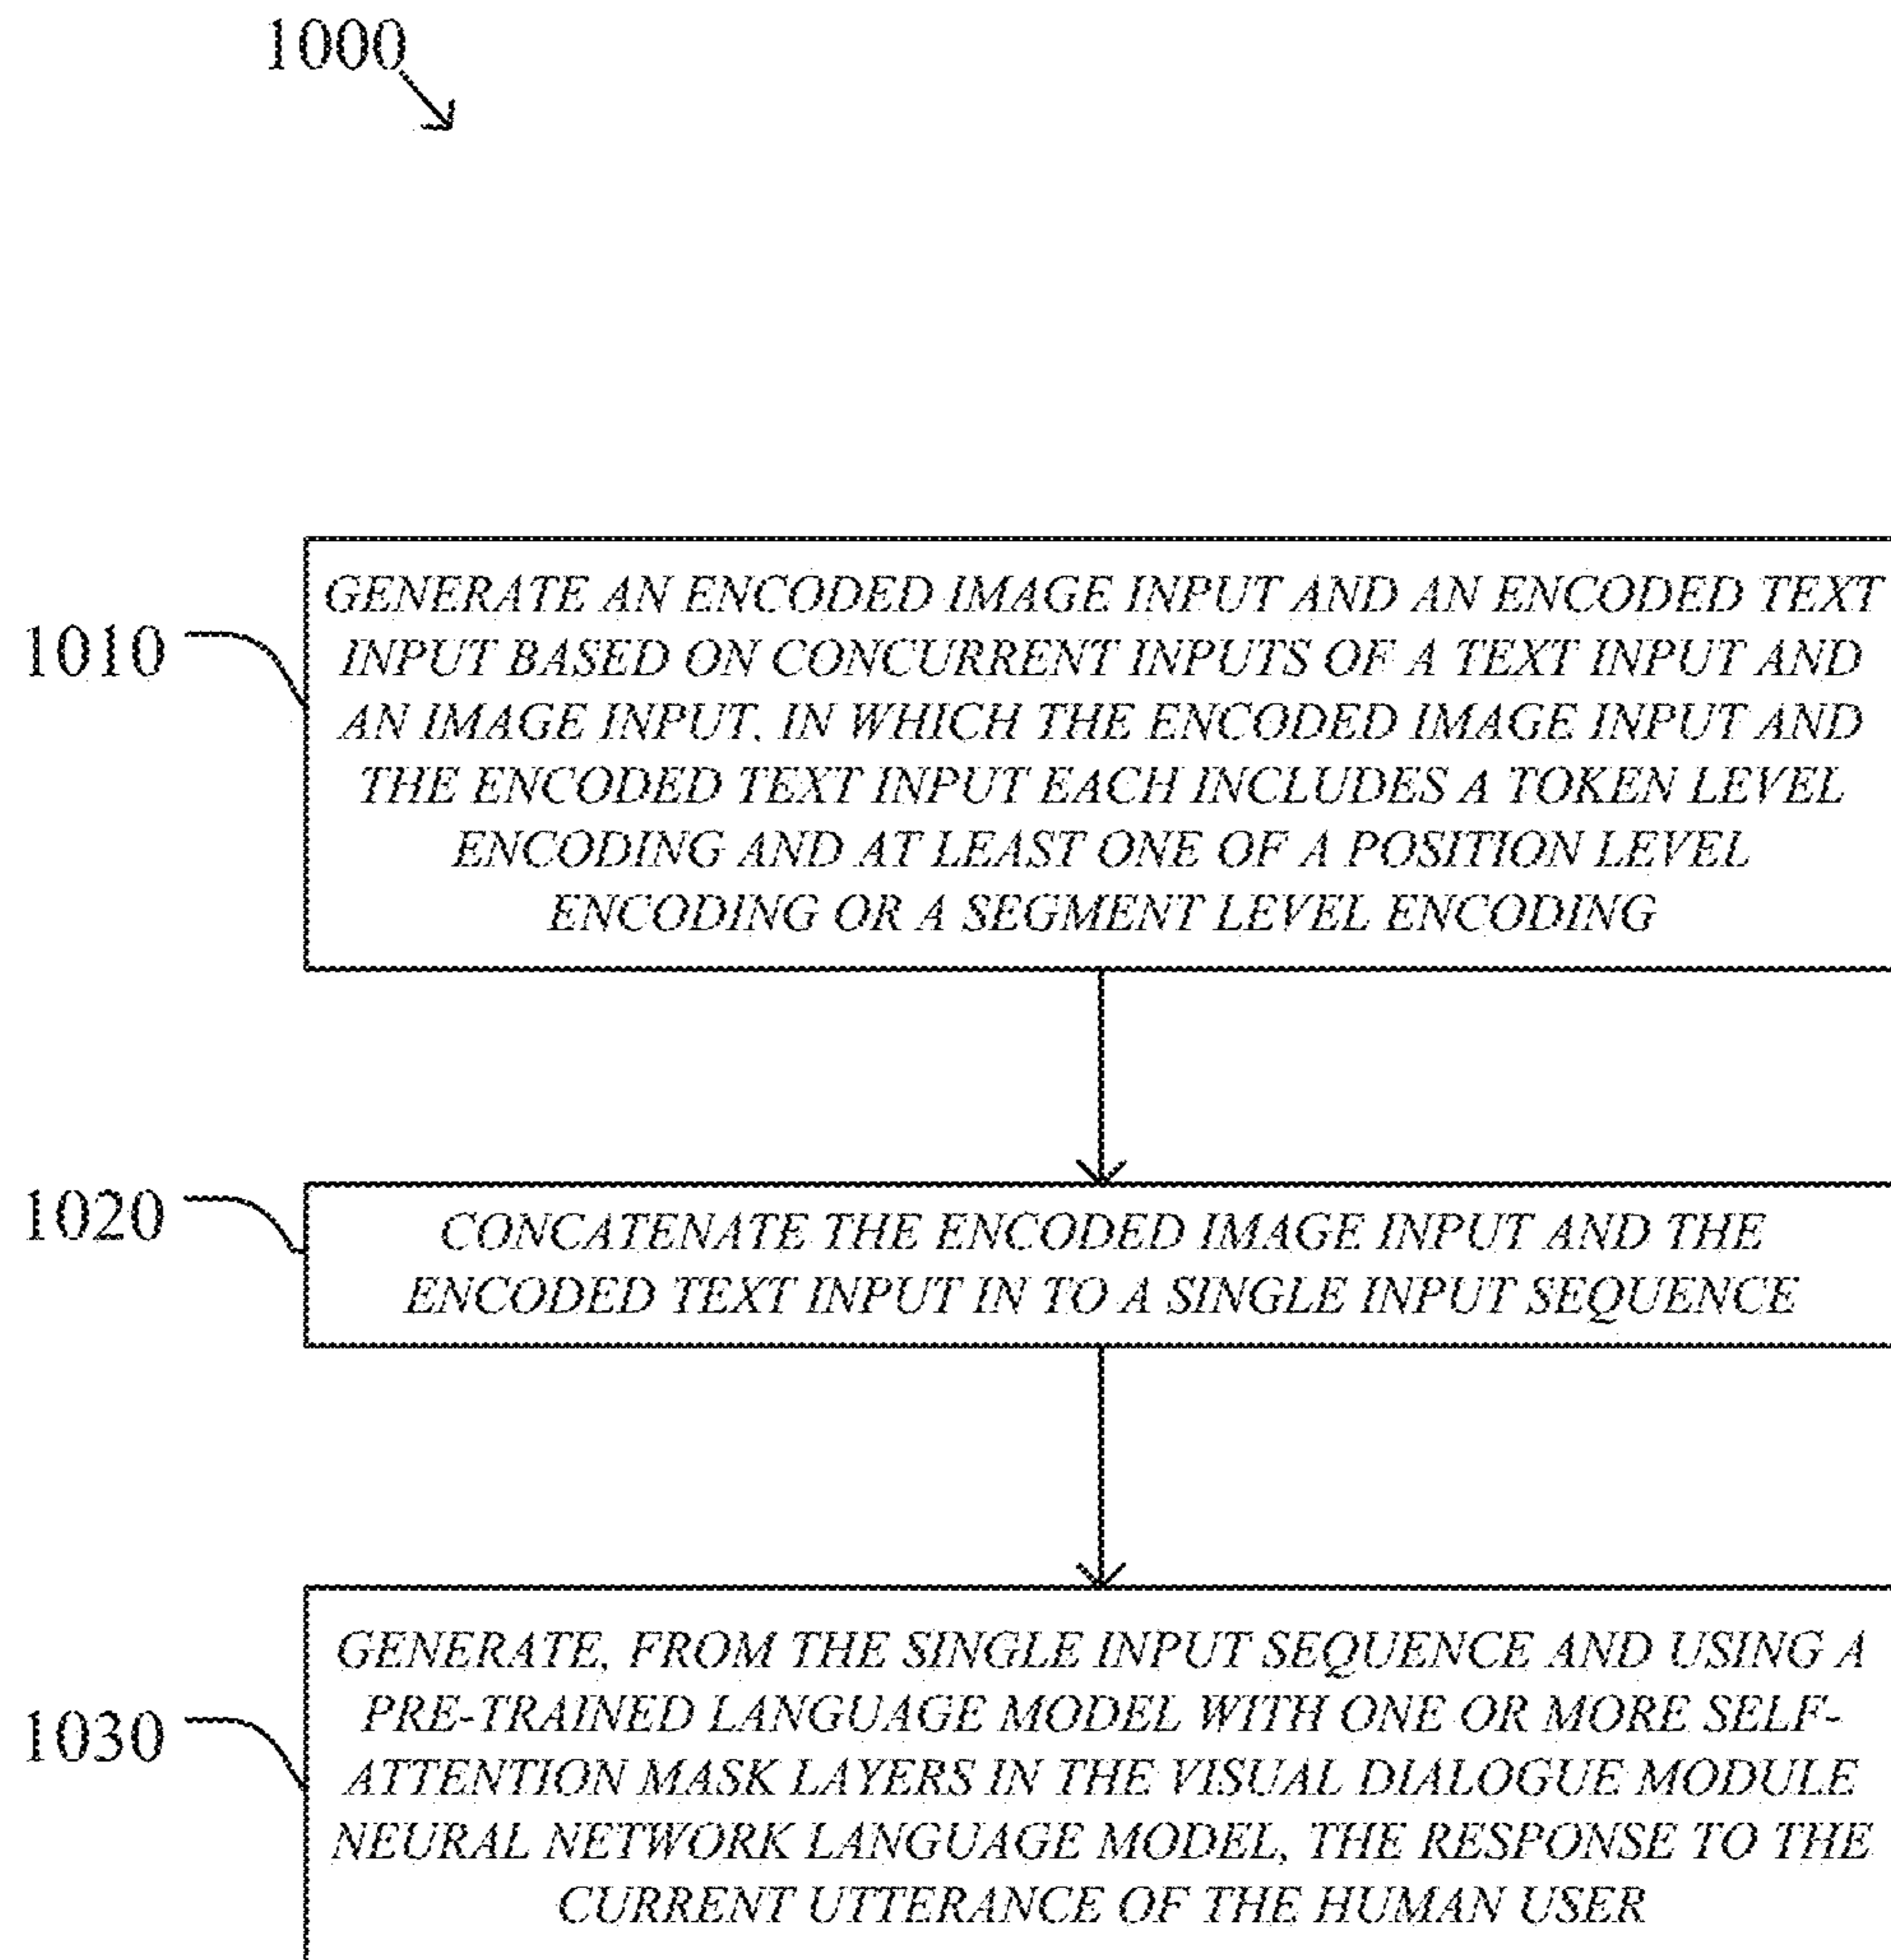 1000
1010
GENERATE AN ENCODED IMAGE INPUT AND AN ENCODED TEXT
INPUT BASED ON CONCURRENT INPUTS OF A TEXT INPUT AND
AN IMAGE INPUT, IN WHICH THE ENCODED IMAGE INPUT AND
THE ENCODED TEXT INPUT EACH INCLUDES A TOKEN LEVEL
ENCODING AND AT LEAST ONE OF A POSITION LEVEL
ENCODING OR A SEGMENT LEVEL ENCODING
1020
CONCATENATE THE ENCODED IMAGE INPUT AND THE
ENCODED TEXT INPUT IN TO A SINGLE INPUT SEQUENCE
1030
GENERATE, FROM THE SINGLE INPUT SEQUENCE AND USING A
PRE-TRAINED LANGUAGE MODEL WITH ONE OR MORE SELF-
ATTENTION MASK LAYERS IN THE VISUAL DIALOGUE MODULE
NEURAL NETWORK LANGUAGE MODEL, THE RESPONSE TO THE
CURRENT UTTERANCE OF THE HUMAN USER